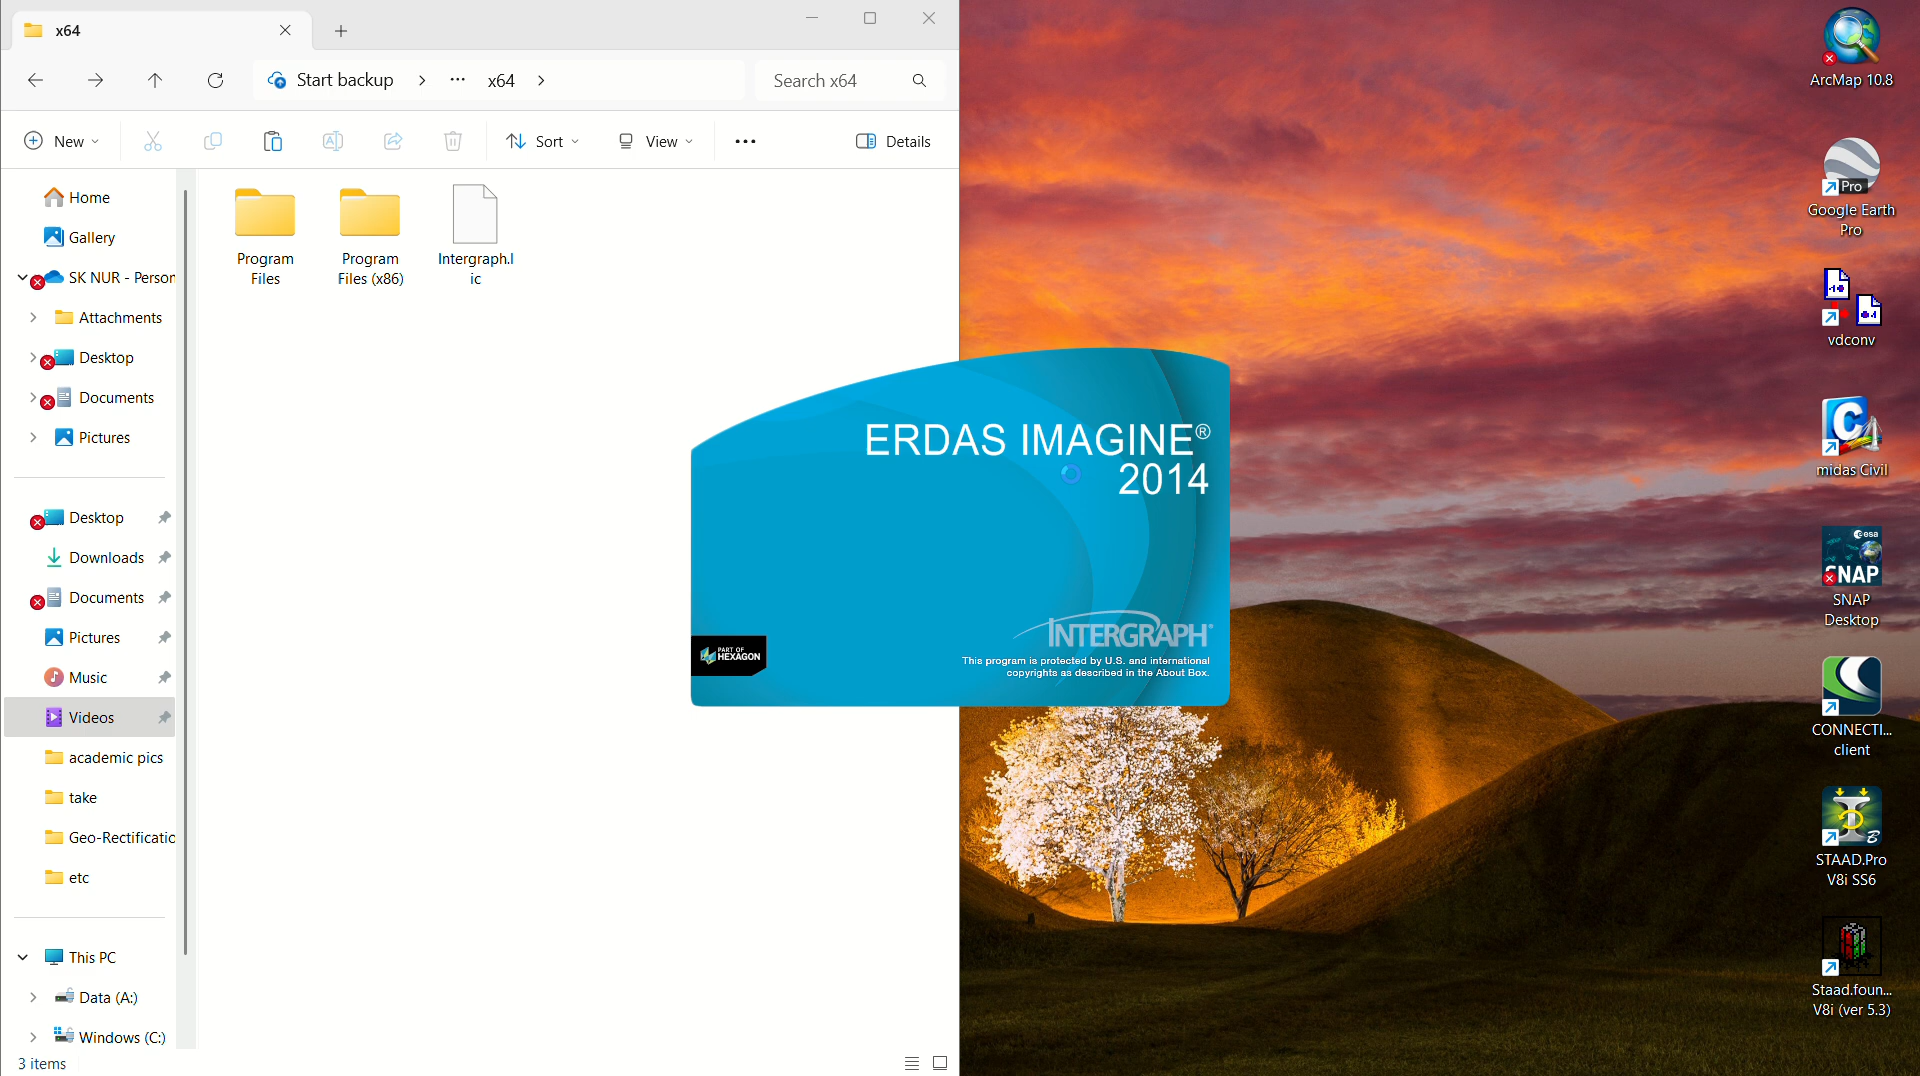 x64
Start backup
x64
Search x64
New
Sort
View
Details
Home
Gallery
SK NUR - Person
Attachments
Desktop
Documents
Pictures
Desktop
Downloads
Documents
Pictures
Music
Videos
academic pics
take
Geo-Rectificatio
etc
This PC
Data (A:)
Windows (C:)
3 items
Program
Files
Program
Files (x86)
Intergraph.l
ic
ERDAS IMAGINE®
2014
INTERGRAPH®
PART OF
HEXAGON
This program is protected by U.S. and international
copyrights as described in the About Box.
ArcMap 10.8
Pro
Google Earth
Pro
vdconv
midas Civil
esa
SNAP
SNAP
Desktop
CONNECTI...
client
STAAD.Pro
V8i SS6
Staad.foun...
V8i (ver 5.3)